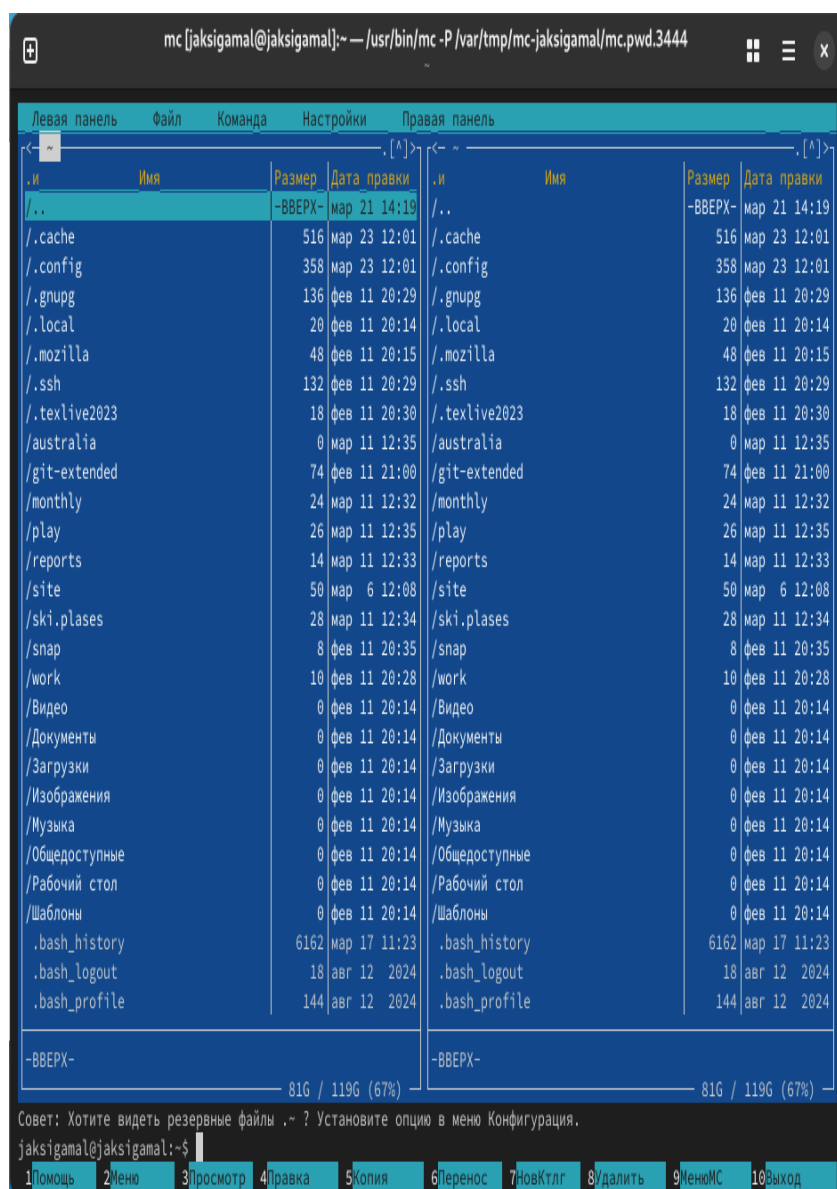 mc [jaksigamal@jaksigamal]:~ — /usr/bin/mc -P /var/tmp/mc-jaksigamal/mc.pwd.3444
~
Левая панель Файл Команда Настройки Правая панель
<- ~ .[^]> <- ~ .[^]>
.и Имя Размер Дата правки .и Имя Размер Дата правки
/.. -ВВЕРХ- мар 21 14:19 /.. -ВВЕРХ- мар 21 14:19
/.cache 516 мар 23 12:01 /.cache 516 мар 23 12:01
/.config 358 мар 23 12:01 /.config 358 мар 23 12:01
/.gnupg 136 фев 11 20:29 /.gnupg 136 фев 11 20:29
/.local 20 фев 11 20:14 /.local 20 фев 11 20:14
/.mozilla 48 фев 11 20:15 /.mozilla 48 фев 11 20:15
/.ssh 132 фев 11 20:29 /.ssh 132 фев 11 20:29
/.texlive2023 18 фев 11 20:30 /.texlive2023 18 фев 11 20:30
/australia 0 мар 11 12:35 /australia 0 мар 11 12:35
/git-extended 74 фев 11 21:00 /git-extended 74 фев 11 21:00
/monthly 24 мар 11 12:32 /monthly 24 мар 11 12:32
/play 26 мар 11 12:35 /play 26 мар 11 12:35
/reports 14 мар 11 12:33 /reports 14 мар 11 12:33
/site 50 мар 6 12:08 /site 50 мар 6 12:08
/ski.plases 28 мар 11 12:34 /ski.plases 28 мар 11 12:34
/snap 8 фев 11 20:35 /snap 8 фев 11 20:35
/work 10 фев 11 20:28 /work 10 фев 11 20:28
/Видео 0 фев 11 20:14 /Видео 0 фев 11 20:14
/Документы 0 фев 11 20:14 /Документы 0 фев 11 20:14
/Загрузки 0 фев 11 20:14 /Загрузки 0 фев 11 20:14
/Изображения 0 фев 11 20:14 /Изображения 0 фев 11 20:14
/Музыка 0 фев 11 20:14 /Музыка 0 фев 11 20:14
/Общедоступные 0 фев 11 20:14 /Общедоступные 0 фев 11 20:14
/Рабочий стол 0 фев 11 20:14 /Рабочий стол 0 фев 11 20:14
/Шаблоны 0 фев 11 20:14 /Шаблоны 0 фев 11 20:14
.bash_history 6162 мар 17 11:23 .bash_history 6162 мар 17 11:23
.bash_logout 18 авг 12 2024 .bash_logout 18 авг 12 2024
.bash_profile 144 авг 12 2024 .bash_profile 144 авг 12 2024
-ВВЕРХ- -ВВЕРХ-
81G / 119G (67%) 81G / 119G (67%)
Совет: Хотите видеть резервные файлы .~ ? Установите опцию в меню Конфигурация.
jaksigamal@jaksigamal:~$
1Помощь 2Меню 3Просмотр 4Правка 5Копия 6Перенос 7НовКтлг 8Удалить 9МенюМС 10Выход